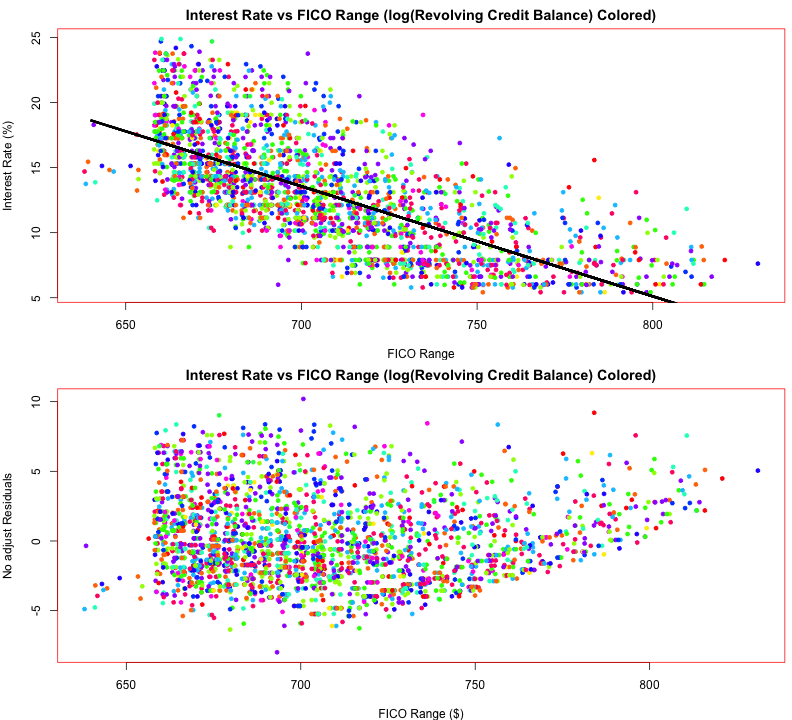 Interest Rate vs FICO Range (log(Revolving Credit Balance) Colored)
Interest Rate (%)
25
20
15
10
5
650 700 750 800
FICO Range
Interest Rate vs FICO Range (log(Revolving Credit Balance) Colored)
No adjust Residuals
10
5
0
-5
650 700 750 800
FICO Range ($)